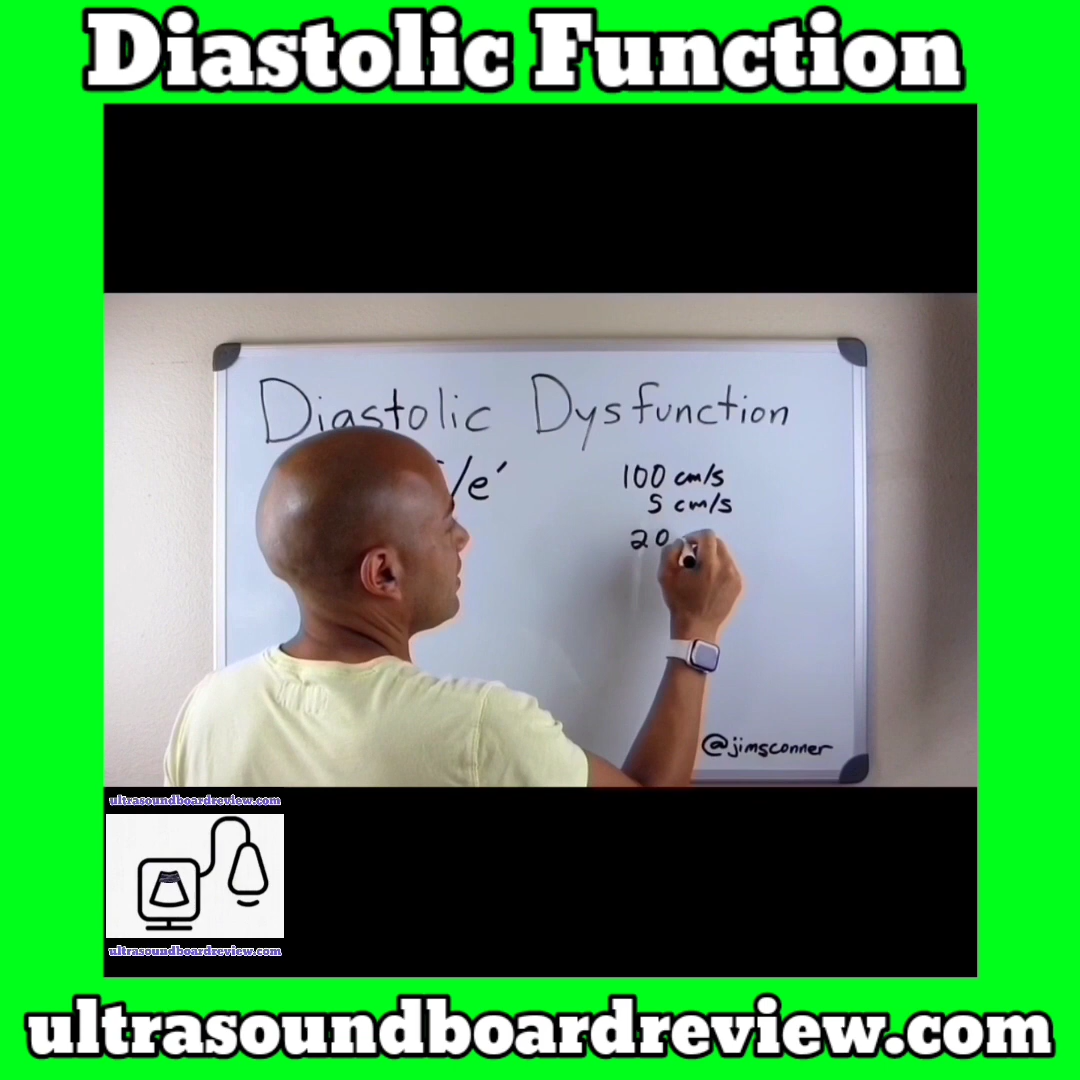 Diastolic Function
Diastolic Dysfunction
/e′
100 cm/s
5 cm/s
20
@jimsconner
ultrasoundboardreview.com
ultrasoundboardreview.com
ultrasoundboardreview.com